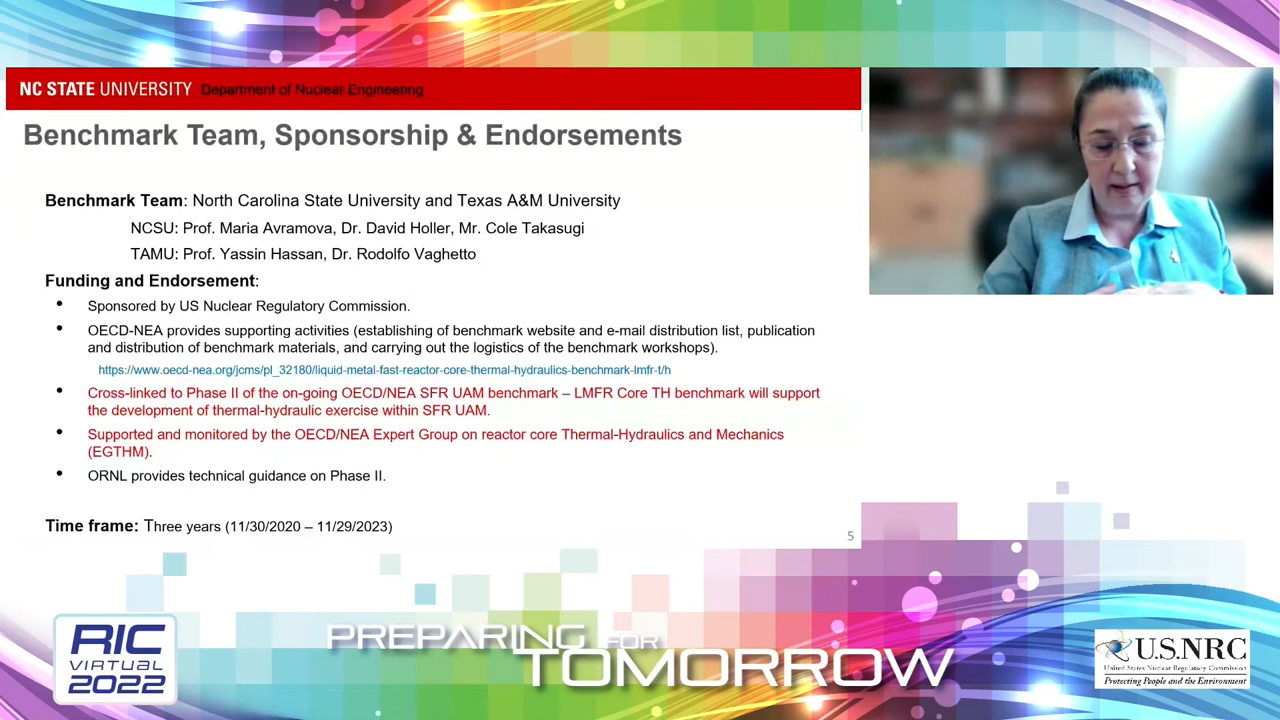 NC STATE UNIVERSITY Department of Nuclear Engineering
Benchmark Team, Sponsorship & Endorsements
Benchmark Team: North Carolina State University and Texas A&M University
NCSU: Prof. Maria Avramova, Dr. David Holler, Mr. Cole Takasugi
TAMU: Prof. Yassin Hassan, Dr. Rodolfo Vaghetto
Funding and Endorsement:
• Sponsored by US Nuclear Regulatory Commission.
• OECD-NEA provides supporting activities (establishing of benchmark website and e-mail distribution list, publication
and distribution of benchmark materials, and carrying out the logistics of the benchmark workshops).
https://www.oecd-nea.org/jcms/pl_32180/liquid-metal-fast-reactor-core-thermal-hydraulics-benchmark-lmfr-t/h
• Cross-linked to Phase II of the on-going OECD/NEA SFR UAM benchmark – LMFR Core TH benchmark will support
the development of thermal-hydraulic exercise within SFR UAM.
• Supported and monitored by the OECD/NEA Expert Group on reactor core Thermal-Hydraulics and Mechanics
(EGTHM).
• ORNL provides technical guidance on Phase II.
Time frame: Three years (11/30/2020 – 11/29/2023)
5
RIC
VIRTUAL
2022
PREPARING FOR
TOMORROW
U.S.NRC
United States Nuclear Regulatory Commission
Protecting People and the Environment